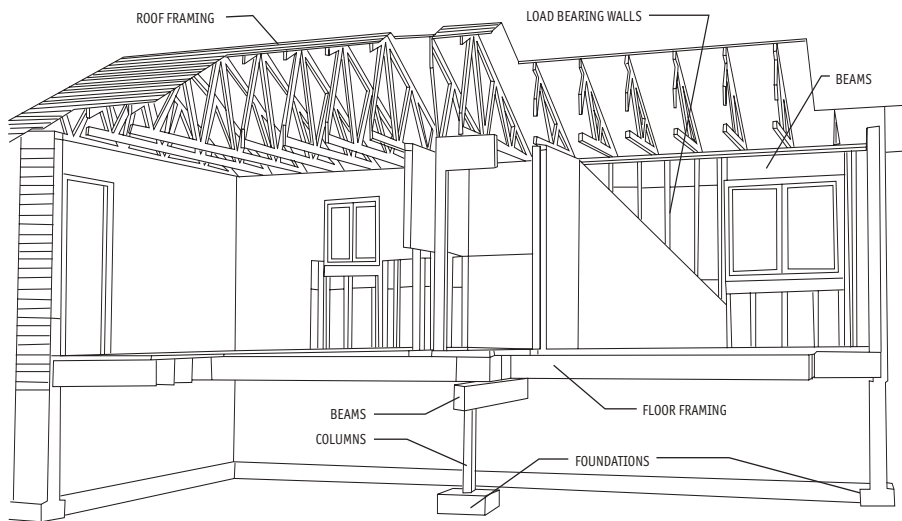 ROOF FRAMING
LOAD BEARING WALLS
BEAMS
BEAMS
FLOOR FRAMING
COLUMNS
FOUNDATIONS